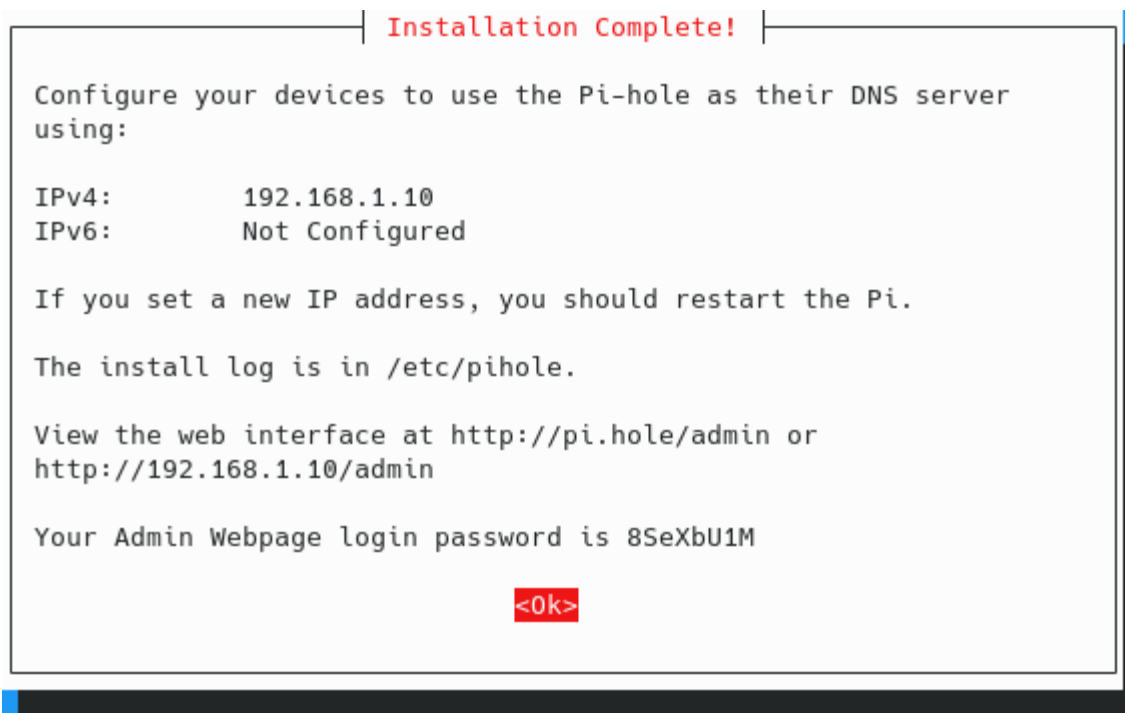 Installation Complete!
Configure your devices to use the Pi-hole as their DNS server
using:
IPv4: 192.168.1.10
IPv6: Not Configured
If you set a new IP address, you should restart the Pi.
The install log is in /etc/pihole.
View the web interface at http://pi.hole/admin or
http://192.168.1.10/admin
Your Admin Webpage login password is 8SeXbU1M
<Ok>